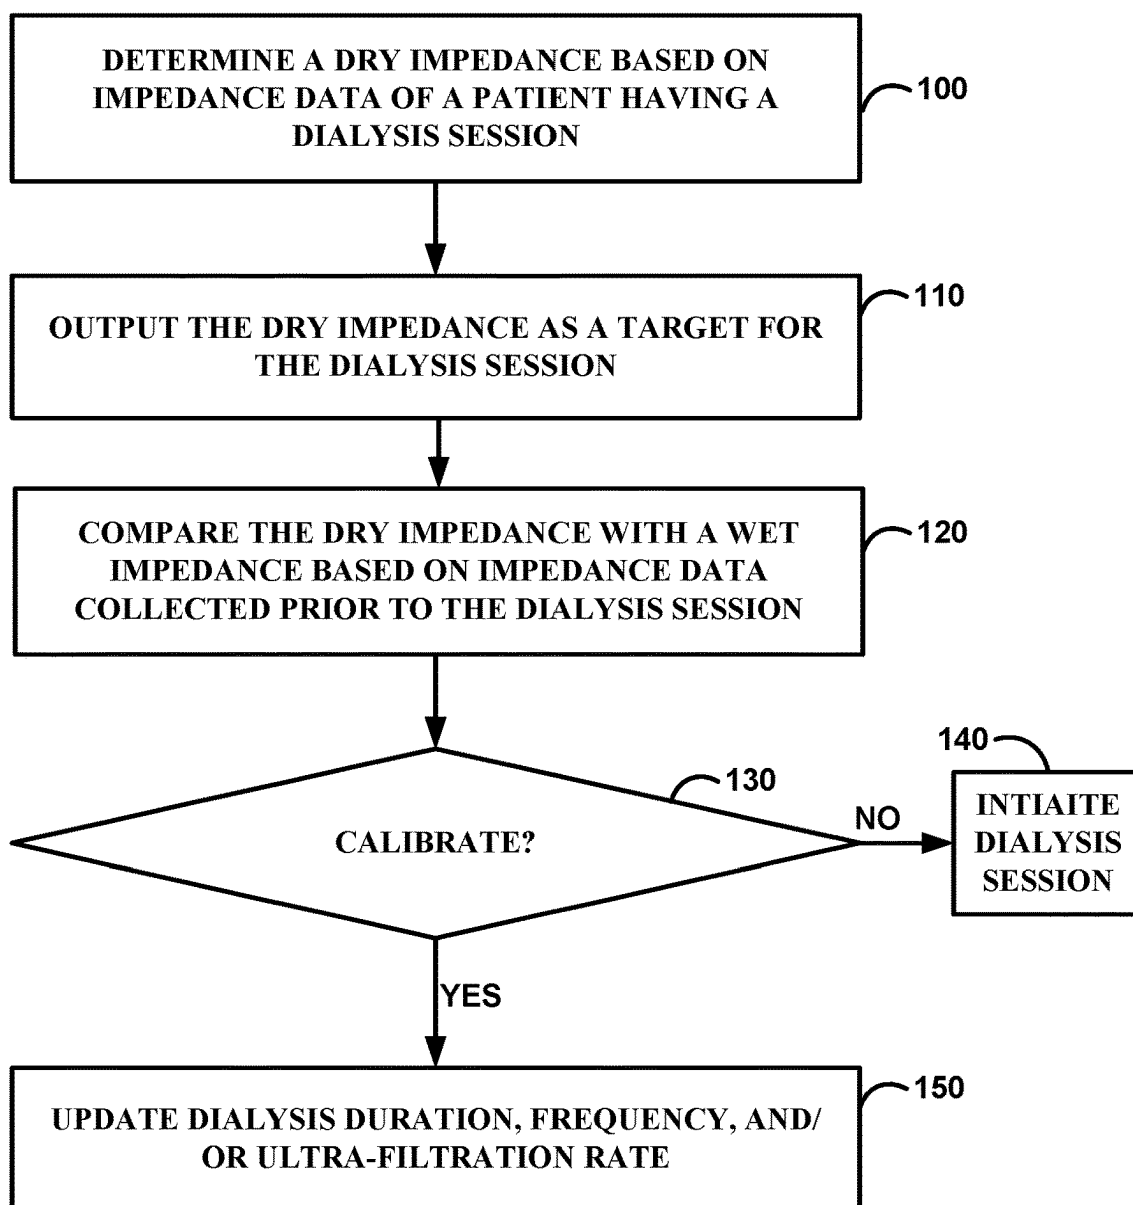 DETERMINE A DRY IMPEDANCE BASED ON
IMPEDANCE DATA OF A PATIENT HAVING A
DIALYSIS SESSION
100
OUTPUT THE DRY IMPEDANCE AS A TARGET FOR
THE DIALYSIS SESSION
110
COMPARE THE DRY IMPEDANCE WITH A WET
IMPEDANCE BASED ON IMPEDANCE DATA
COLLECTED PRIOR TO THE DIALYSIS SESSION
120
CALIBRATE?
130
NO
140
INTIAITE
DIALYSIS
SESSION
YES
UPDATE DIALYSIS DURATION, FREQUENCY, AND/
OR ULTRA-FILTRATION RATE
150